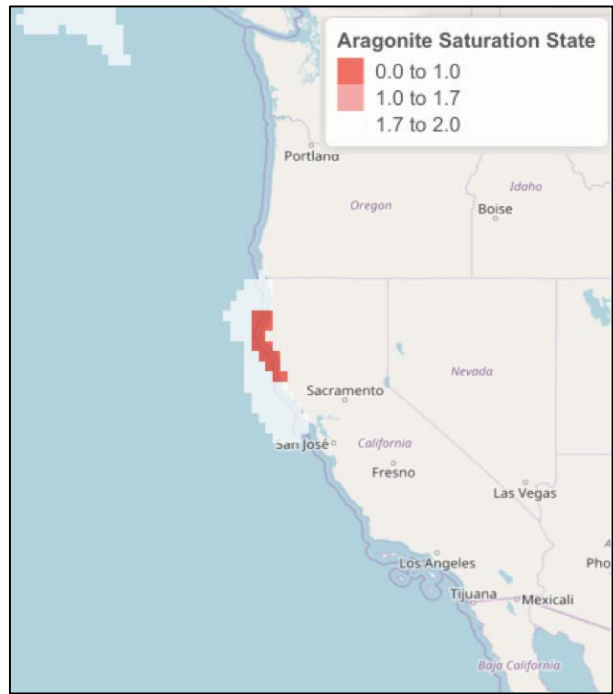 Aragonite Saturation State
0.0 to 1.0
1.0 to 1.7
1.7 to 2.0
Portland
Oregon
Idaho
Boise
Nevada
Sacramento
San José
California
Fresno
Las Vegas
Los Angeles
Tijuana
Mexicali
Baja California